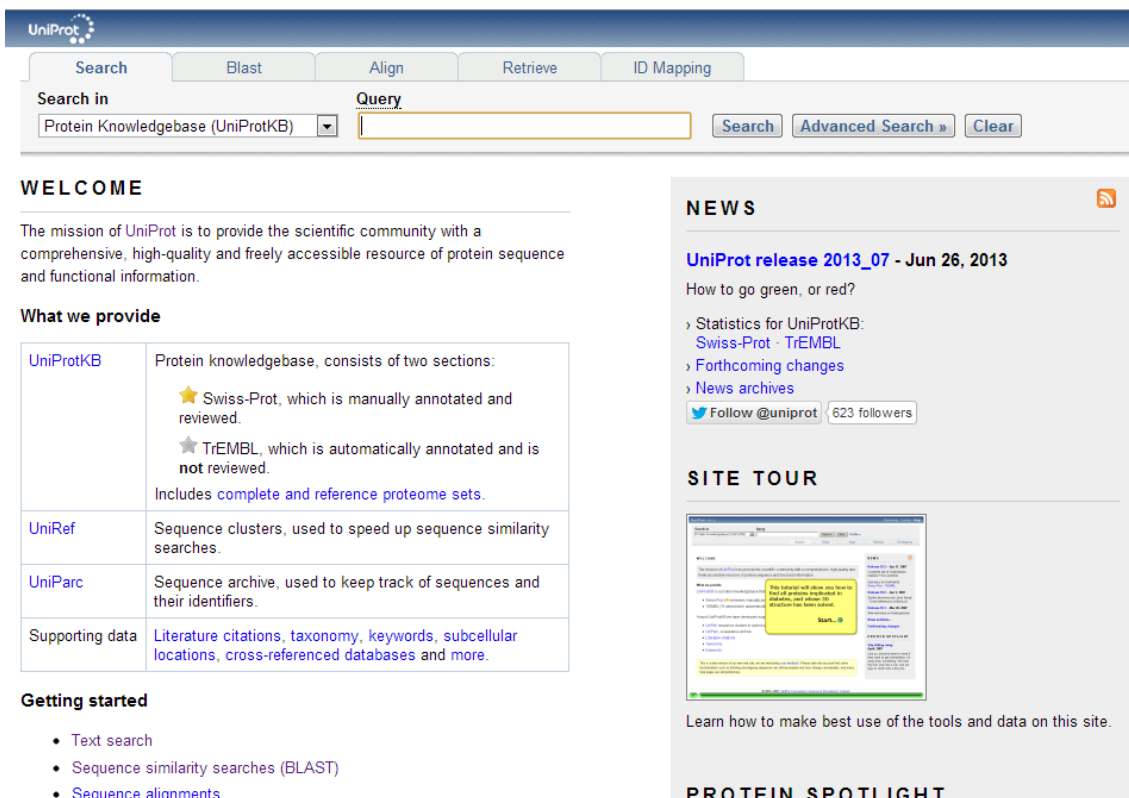 UniProt
Search Blast Align Retrieve ID Mapping
Search in Query
Protein Knowledgebase (UniProtKB) Search Advanced Search » Clear
WELCOME
The mission of UniProt is to provide the scientific community with a
comprehensive, high-quality and freely accessible resource of protein sequence
and functional information.
What we provide
UniProtKB Protein knowledgebase, consists of two sections:
Swiss-Prot, which is manually annotated and
reviewed.
TrEMBL, which is automatically annotated and is
not reviewed.
Includes complete and reference proteome sets.
UniRef Sequence clusters, used to speed up sequence similarity
searches.
UniParc Sequence archive, used to keep track of sequences and
their identifiers.
Supporting data Literature citations, taxonomy, keywords, subcellular
locations, cross-referenced databases and more.
Getting started
• Text search
• Sequence similarity searches (BLAST)
• Sequence alignments
NEWS
UniProt release 2013_07 - Jun 26, 2013
How to go green, or red?
› Statistics for UniProtKB:
Swiss-Prot · TrEMBL
› Forthcoming changes
› News archives
Follow @uniprot 623 followers
SITE TOUR
This tutorial will show you how to
find all proteins implicated in
diabetes, and whose 3D
structure has been solved.
Start...
Learn how to make best use of the tools and data on this site.
PROTEIN SPOTLIGHT